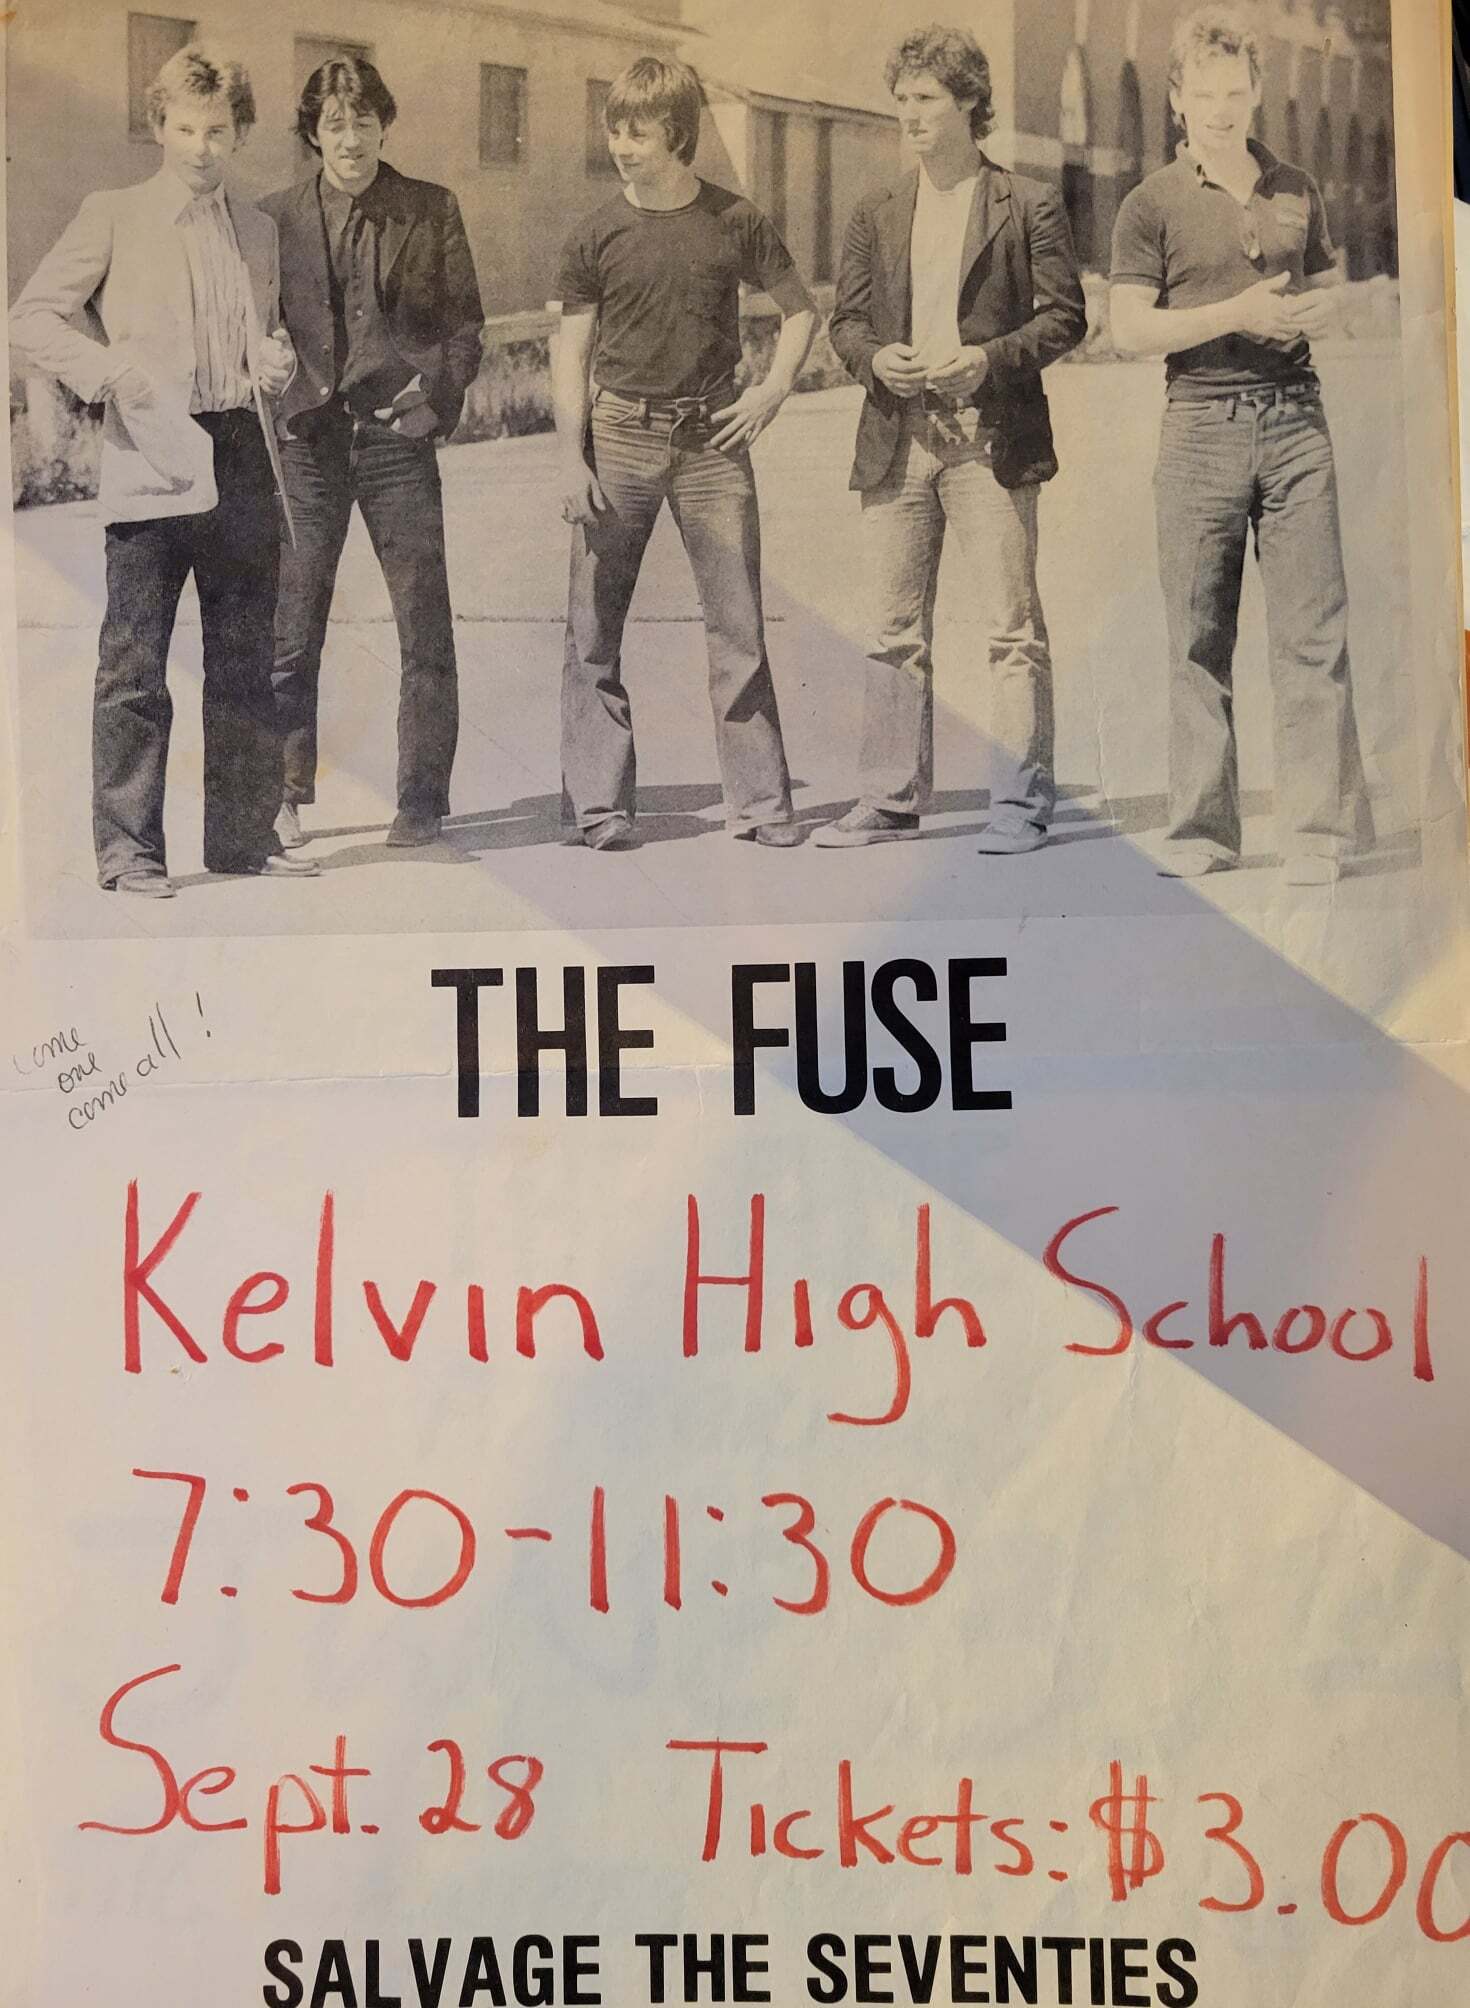 THE FUSE
come
one
come all!
Kelvin High School
7:30-11:30
Sept. 28 Tickets: $3.00
SALVAGE THE SEVENTIES